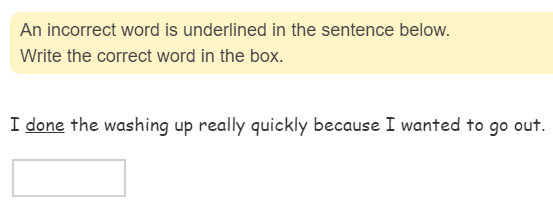 An incorrect word is underlined in the sentence below.
Write the correct word in the box.
I done the washing up really quickly because I wanted to go out.